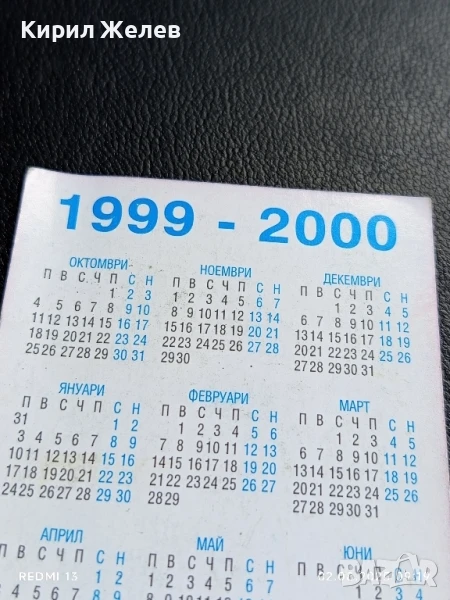 Кирил Желев
1999 - 2000
ОКТОМВРИ
П В С Ч П С Н
1 2 3
4 5 6 7 8 9 10
11 12 13 14 15 16 17
18 19 20 21 22 23 24
25 26 27 28 29 30 31
НОЕМВРИ
П В С Ч П С Н
1 2 3 4 5 6 7
8 9 10 11 12 13 14
15 16 17 18 19 20 21
22 23 24 25 26 27 28
29 30
ДЕКЕМВРИ
П В С Ч П С Н
1 2 3 4 5
6 7 8 9 10 11 12
13 14 15 16 17 18 19
20 21 22 23 24 25 26
27 28 29 30 31
ЯНУАРИ
П В С Ч П С Н
31 1 2
3 4 5 6 7 8 9
10 11 12 13 14 15 16
17 18 19 20 21 22 23
24 25 26 27 28 29 30
ФЕВРУАРИ
П В С Ч П С Н
1 2 3 4 5 6
7 8 9 10 11 12 13
14 15 16 17 18 19 20
21 22 23 24 25 26 27
28 29
МАРТ
П В С Ч П С Н
1 2 3 4 5
6 7 8 9 10 11 12
13 14 15 16 17 18 19
20 21 22 23 24 25 26
27 28 29 30 31
АПРИЛ
П В С Ч П С Н
1 2
МАЙ
П В С Ч П С Н
ЮНИ
П В С Ч П С Н
1 2 3 4
REDMI 13